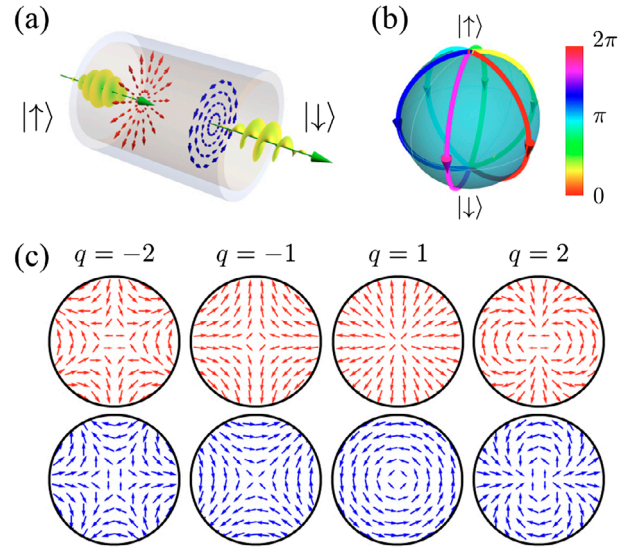 (a)
(b)
|↑⟩
|↓⟩
|↑⟩
|↓⟩
2π
π
0
(c)
q = −2 q = −1 q = 1 q = 2